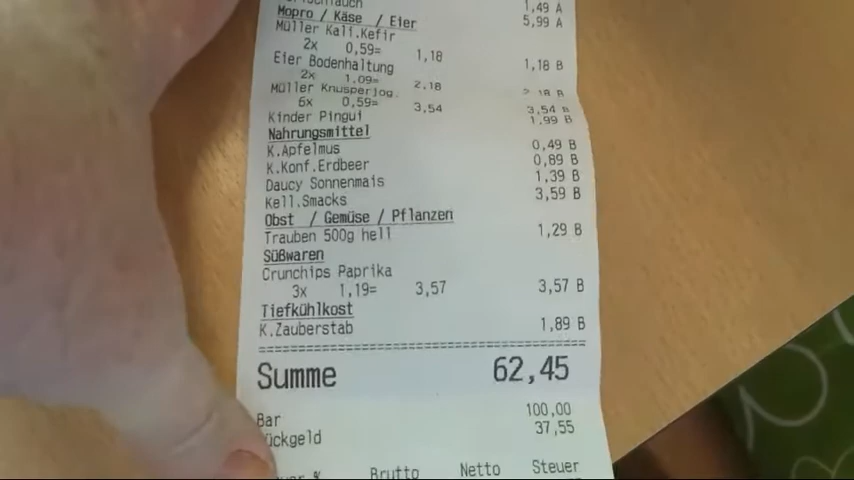 1,49 A
5,99 A
Mopro / Käse / Eier
Müller Kali.Kefir
2x 0,59= 1,18 1,18 B
Eier Bodenhaltung
2x 1,09= 2,18 2,18 B
Müller Knusperjog.
6x 0,59= 3,54 3,54 B
Kinder Pingui 1,99 B
Nahrungsmittel
K.Apfelmus 0,49 B
K.Konf.Erdbeer 0,89 B
Daucy Sonnenmais 1,39 B
Kell.Smacks 3,59 B
Obst / Gemüse / Pflanzen
Trauben 500g hell 1,29 B
Süßwaren
Crunchips Paprika
3x 1,19= 3,57 3,57 B
Tiefkühlkost
K.Zauberstab 1,89 B
Summe 62,45
Bar 100,00
ückgeld 37,55
% Brutto Netto Steuer